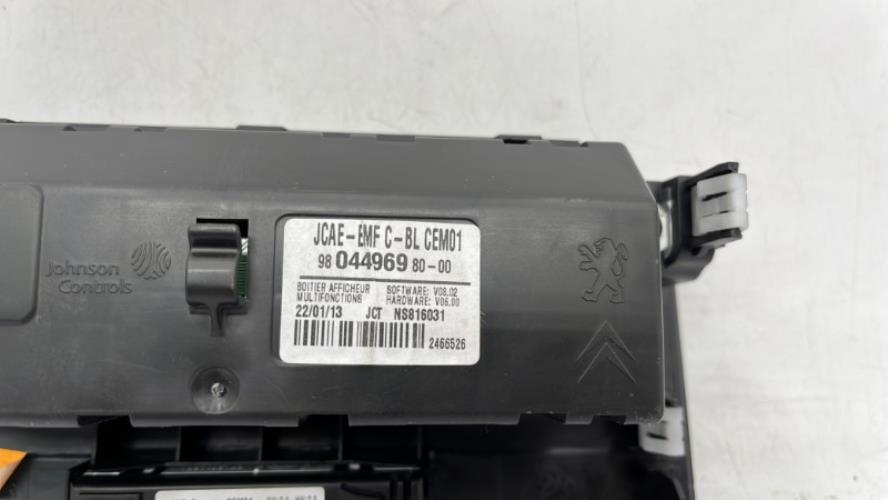 JCAE-EMF C-BL CEM01
98 044969 80-00
BOITIER AFFICHEUR SOFTWARE: V08.02
MULTIFONCTIONS HARDWARE: V06.00
22/01/13 JCT NS816031
2466526
Johnson
Controls